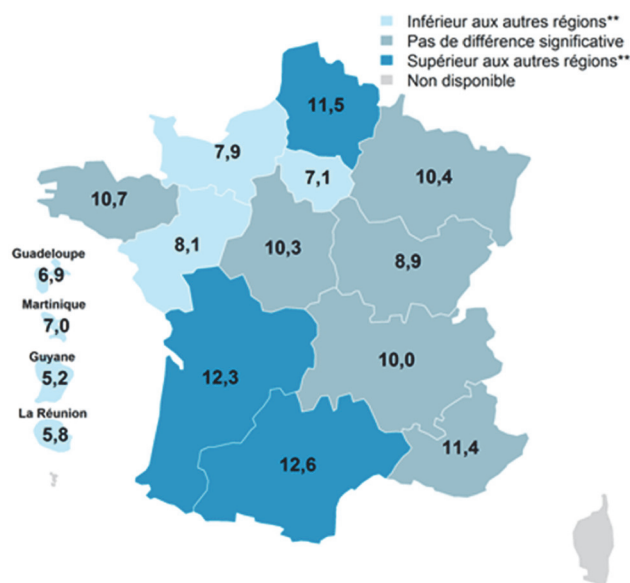 Inférieur aux autres régions**
Pas de différence significative
Supérieur aux autres régions**
Non disponible
11,5
7,9
7,1
10,4
10,7
8,1
10,3
8,9
Guadeloupe
6,9
Martinique
7,0
Guyane
5,2
La Réunion
5,8
10,0
12,3
11,4
12,6